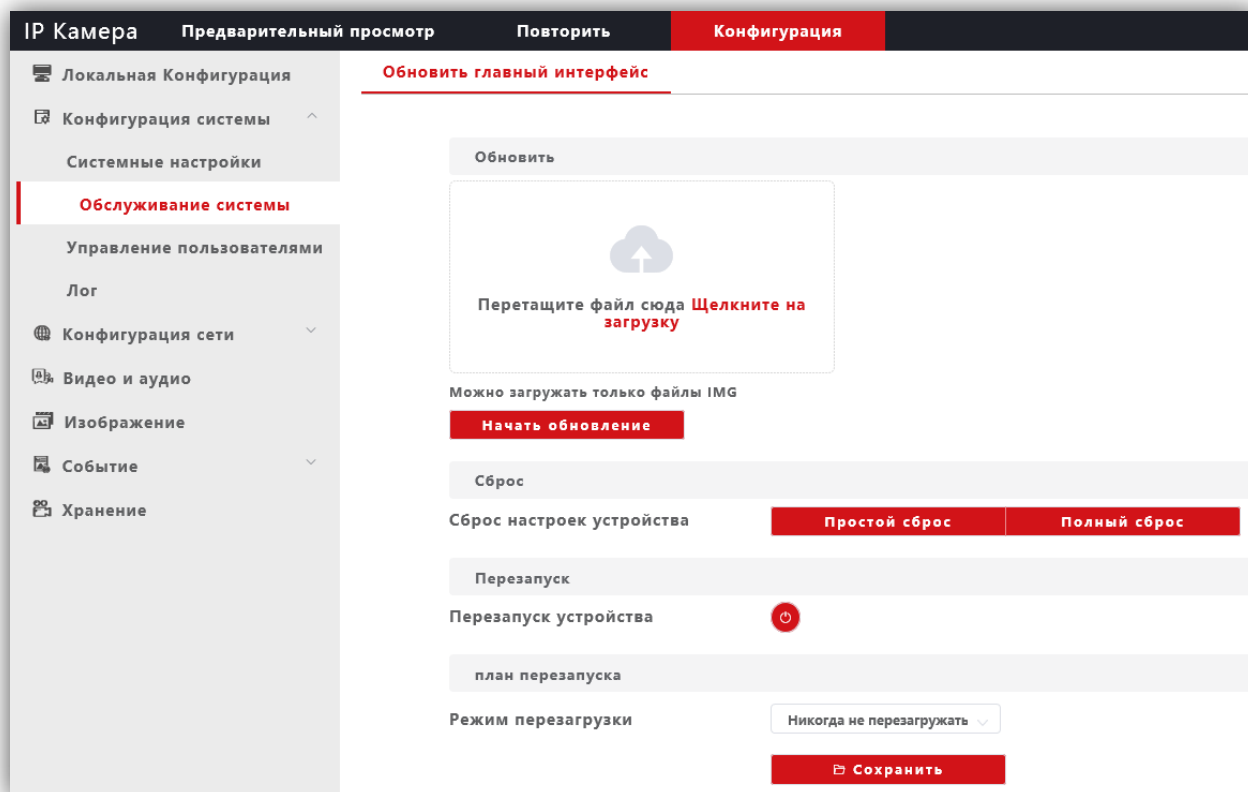 IP Камера Предварительный просмотр Повторить Конфигурация
Локальная Конфигурация
Конфигурация системы
Системные настройки
Обслуживание системы
Управление пользователями
Лог
Конфигурация сети
Видео и аудио
Изображение
Событие
Хранение
Обновить главный интерфейс
Обновить
Перетащите файл сюда Щелкните на
загрузку
Можно загружать только файлы IMG
Начать обновление
Сброс
Сброс настроек устройства Простой сброс Полный сброс
Перезапуск
Перезапуск устройства
план перезапуска
Режим перезагрузки Никогда не перезагружать
Сохранить